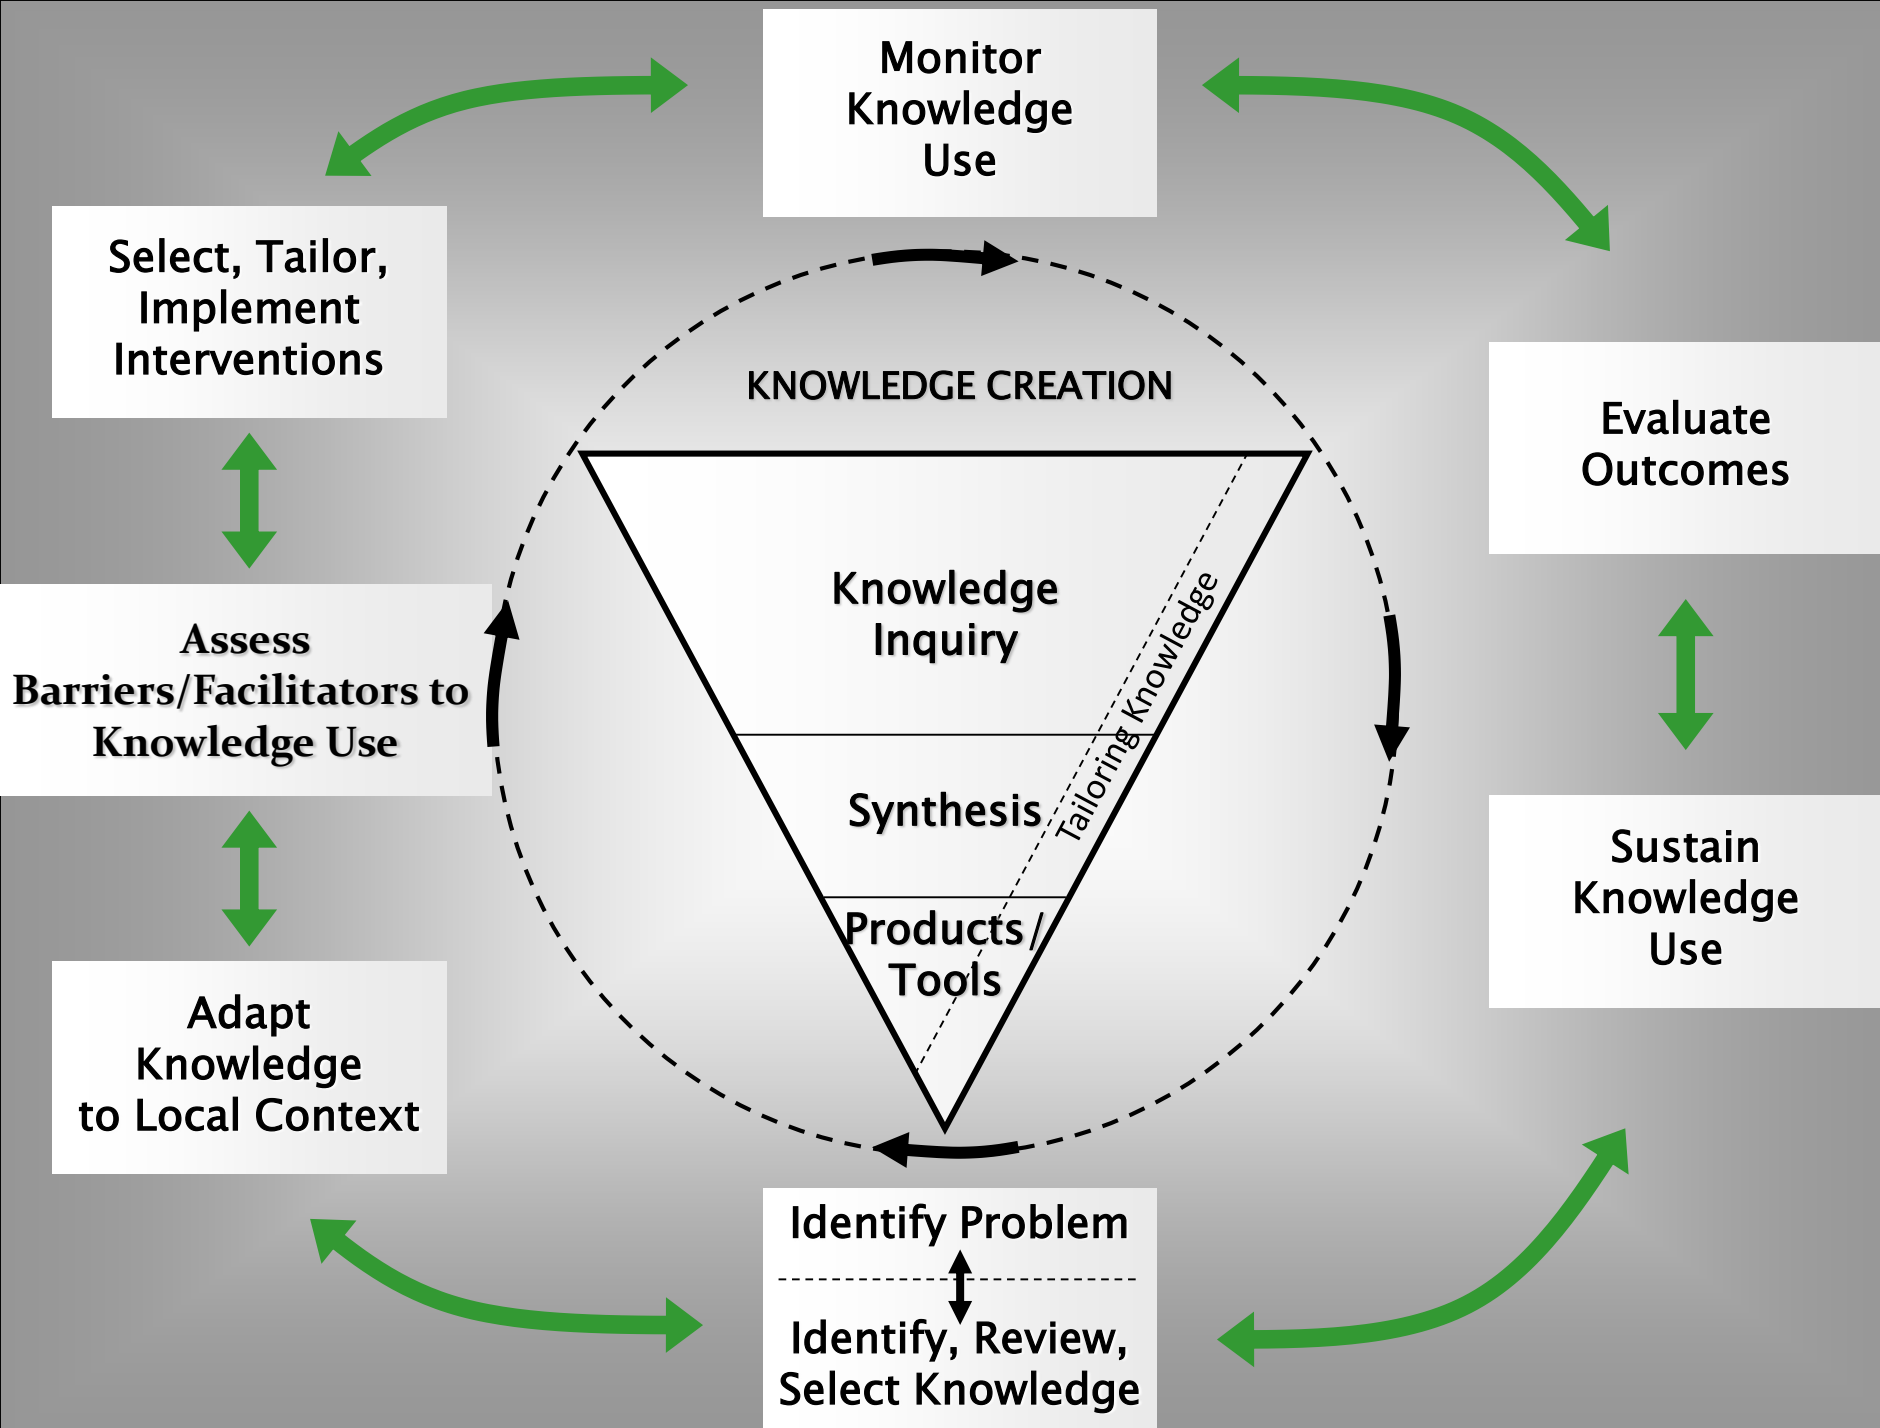 Monitor
Knowledge
Use
Select, Tailor,
Implement
Interventions
KNOWLEDGE CREATION
Evaluate
Outcomes
Knowledge
Inquiry
Tailoring Knowledge
Assess
Barriers/Facilitators to
Knowledge Use
Synthesis
Sustain
Knowledge
Use
Products/
Tools
Adapt
Knowledge
to Local Context
Identify Problem
Identify, Review,
Select Knowledge